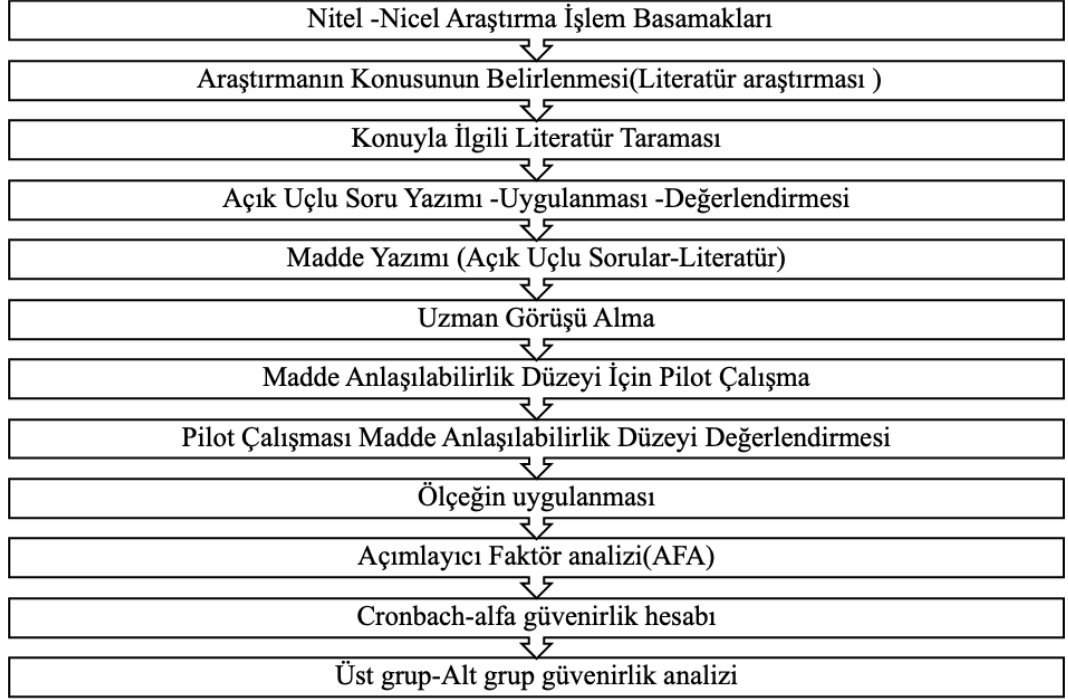 Nitel -Nicel Araştırma İşlem Basamakları
Araştırmanın Konusunun Belirlenmesi(Literatür araştırması )
Konuyla İlgili Literatür Taraması
Açık Uçlu Soru Yazımı -Uygulanması -Değerlendirmesi
Madde Yazımı (Açık Uçlu Sorular-Literatür)
Uzman Görüşü Alma
Madde Anlaşılabilirlik Düzeyi İçin Pilot Çalışma
Pilot Çalışması Madde Anlaşılabilirlik Düzeyi Değerlendirmesi
Ölçeğin uygulanması
Açımlayıcı Faktör analizi(AFA)
Cronbach-alfa güvenirlik hesabı
Üst grup-Alt grup güvenirlik analizi